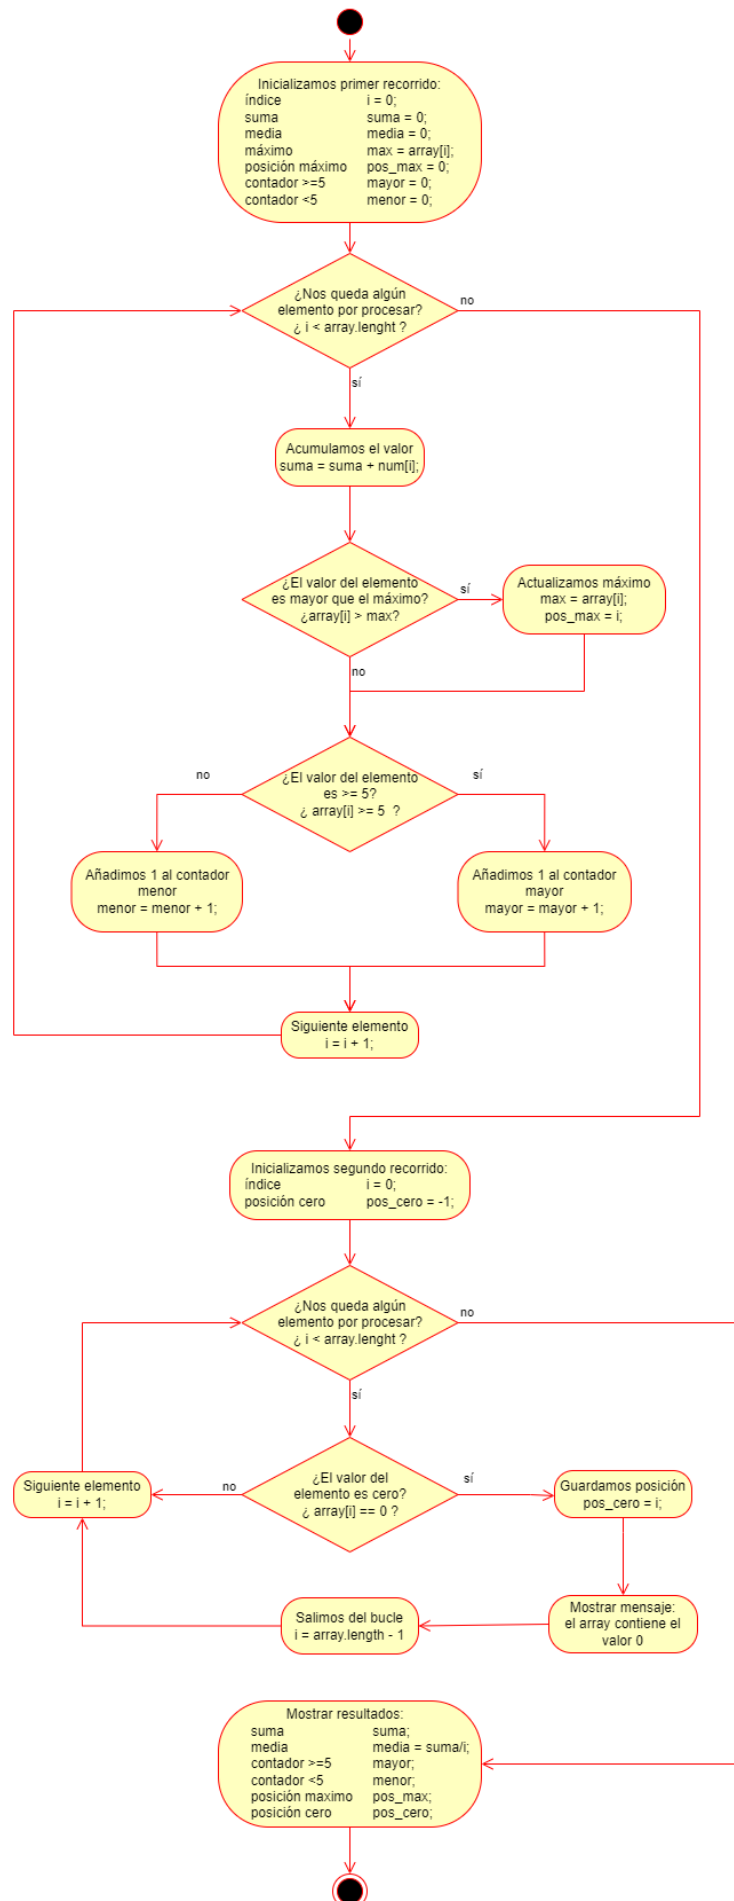 Inicializamos primer recorrido:
índice i = 0;
suma suma = 0;
media media = 0;
máximo max = array[i];
posición máximo pos_max = 0;
contador >=5 mayor = 0;
contador <5 menor = 0;
¿Nos queda algún
elemento por procesar?
¿ i < array.lenght ?
no
sí
Acumulamos el valor
suma = suma + num[i];
¿El valor del elemento
es mayor que el máximo?
¿array[i] > max?
sí
Actualizamos máximo
max = array[i];
pos_max = i;
no
¿El valor del elemento
es >= 5?
¿ array[i] >= 5 ?
no
sí
Añadimos 1 al contador
menor
menor = menor + 1;
Añadimos 1 al contador
mayor
mayor = mayor + 1;
Siguiente elemento
i = i + 1;
Inicializamos segundo recorrido:
índice i = 0;
posición cero pos_cero = -1;
¿Nos queda algún
elemento por procesar?
¿ i < array.lenght ?
no
sí
¿El valor del
elemento es cero?
¿ array[i] == 0 ?
no
sí
Siguiente elemento
i = i + 1;
Guardamos posición
pos_cero = i;
Mostrar mensaje:
el array contiene el
valor 0
Salimos del bucle
i = array.length - 1
Mostrar resultados:
suma suma;
media media = suma/i;
contador >=5 mayor;
contador <5 menor;
posición maximo pos_max;
posición cero pos_cero;